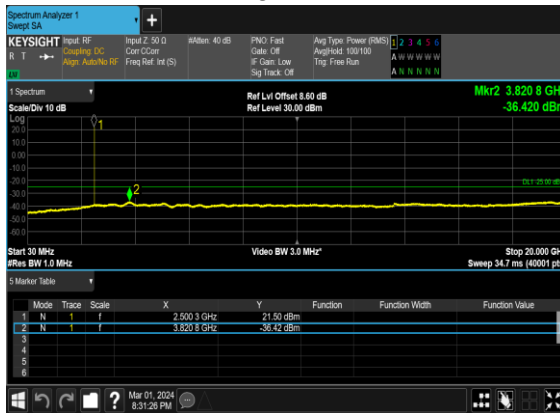 Spectrum Analyzer 1
Swept SA
+
KEYSIGHT Input: RF Input Z: 50 Ω #Atten: 40 dB PNO: Fast Avg Type: Power (RMS) 1 2 3 4 5 6
R T Coupling: DC Corr CCorr Gate: Off Avg|Hold: 100/100 A W W W W W
Align: Auto/No RF Freq Ref: Int (S) IF Gain: Low Trig: Free Run
LXI Sig Track: Off A N N N N N
1 Spectrum Ref Lvl Offset 8.60 dB Mkr2 3.820 8 GH
Scale/Div 10 dB Ref Level 30.00 dBm -36.420 dBr
Log
20.0
1
10.0
0.00
-10.0
-20.0
DL1 25.00 dB
-30.0
2
-40.0
-50.0
-60.0
Start 30 MHz Video BW 3.0 MHz* Stop 20.000 GH
#Res BW 1.0 MHz Sweep 34.7 ms (40001 pt
5 Marker Table
Mode Trace Scale X Y Function Function Width Function Value
1 N 1 f 2.500 3 GHz 21.50 dBm
2 N 1 f 3.820 8 GHz -36.42 dBm
3
4
5
6
? Mar 01, 2024
8:31:26 PM